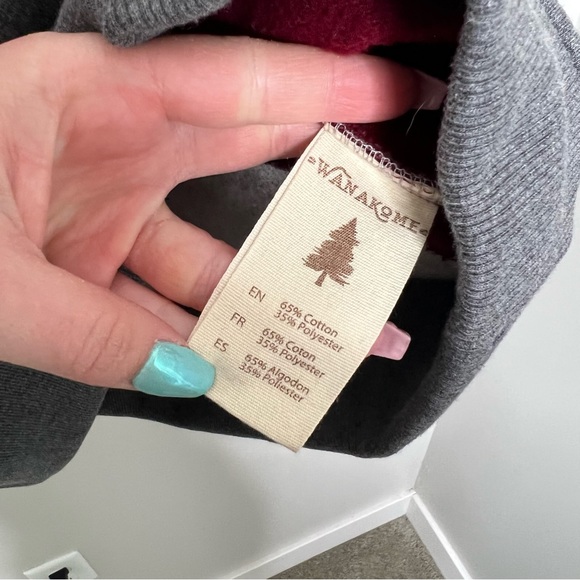 WANAKOME
EN 65% Cotton
35% Polyester
FR 65% Coton
35% Polyester
ES 65% Algodon
35% Poliester